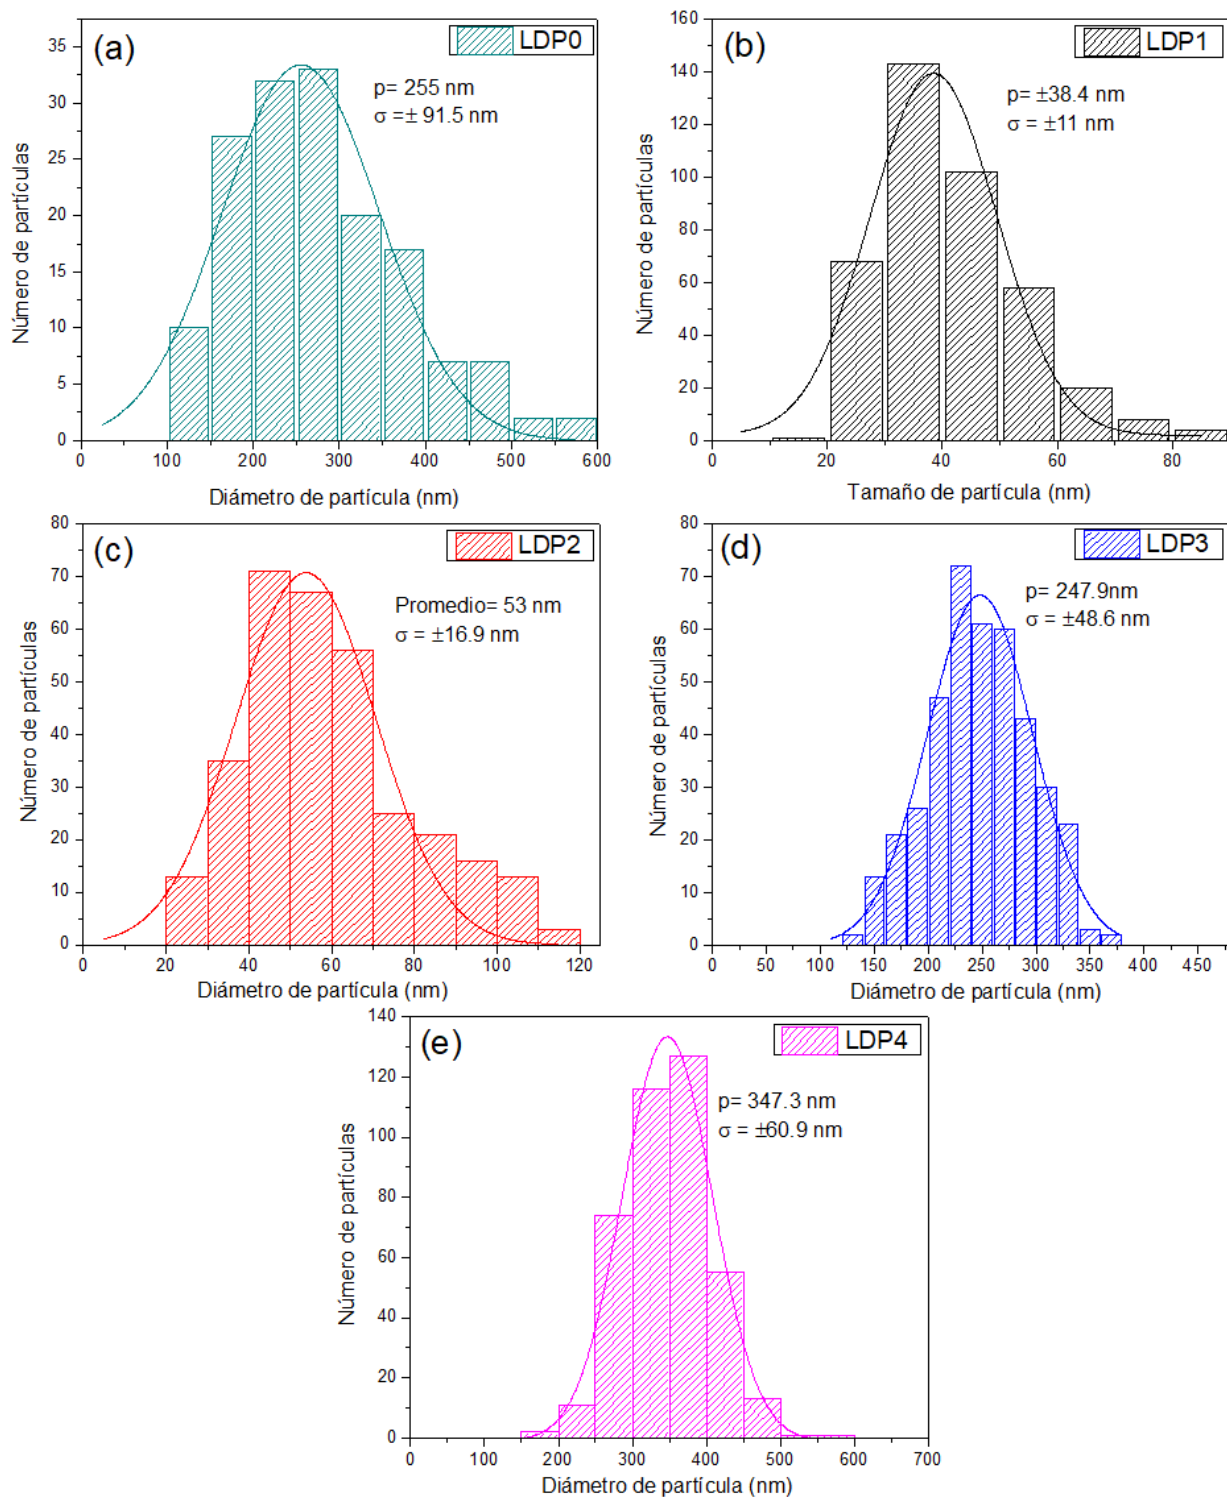 (a)
LDP0
p= 255 nm
σ =± 91.5 nm
Número de partículas
35
30
25
20
15
10
5
0
0 100 200 300 400 500 600
Diámetro de partícula (nm)
(b)
LDP1
p= ±38.4 nm
σ = ±11 nm
Número de partículas
160
140
120
100
80
60
40
20
0
0 20 40 60 80
Tamaño de partícula (nm)
(c)
LDP2
Promedio= 53 nm
σ = ±16.9 nm
Número de partículas
80
70
60
50
40
30
20
10
0
0 20 40 60 80 100 120
Diámetro de partícula (nm)
(d)
LDP3
p= 247.9nm
σ = ±48.6 nm
Número de partículas
80
70
60
50
40
30
20
10
0
0 50 100 150 200 250 300 350 400 450
Diámetro de partícula (nm)
(e)
LDP4
p= 347.3 nm
σ = ±60.9 nm
Número de partículas
140
120
100
80
60
40
20
0
0 100 200 300 400 500 600 700
Diámetro de partícula (nm)